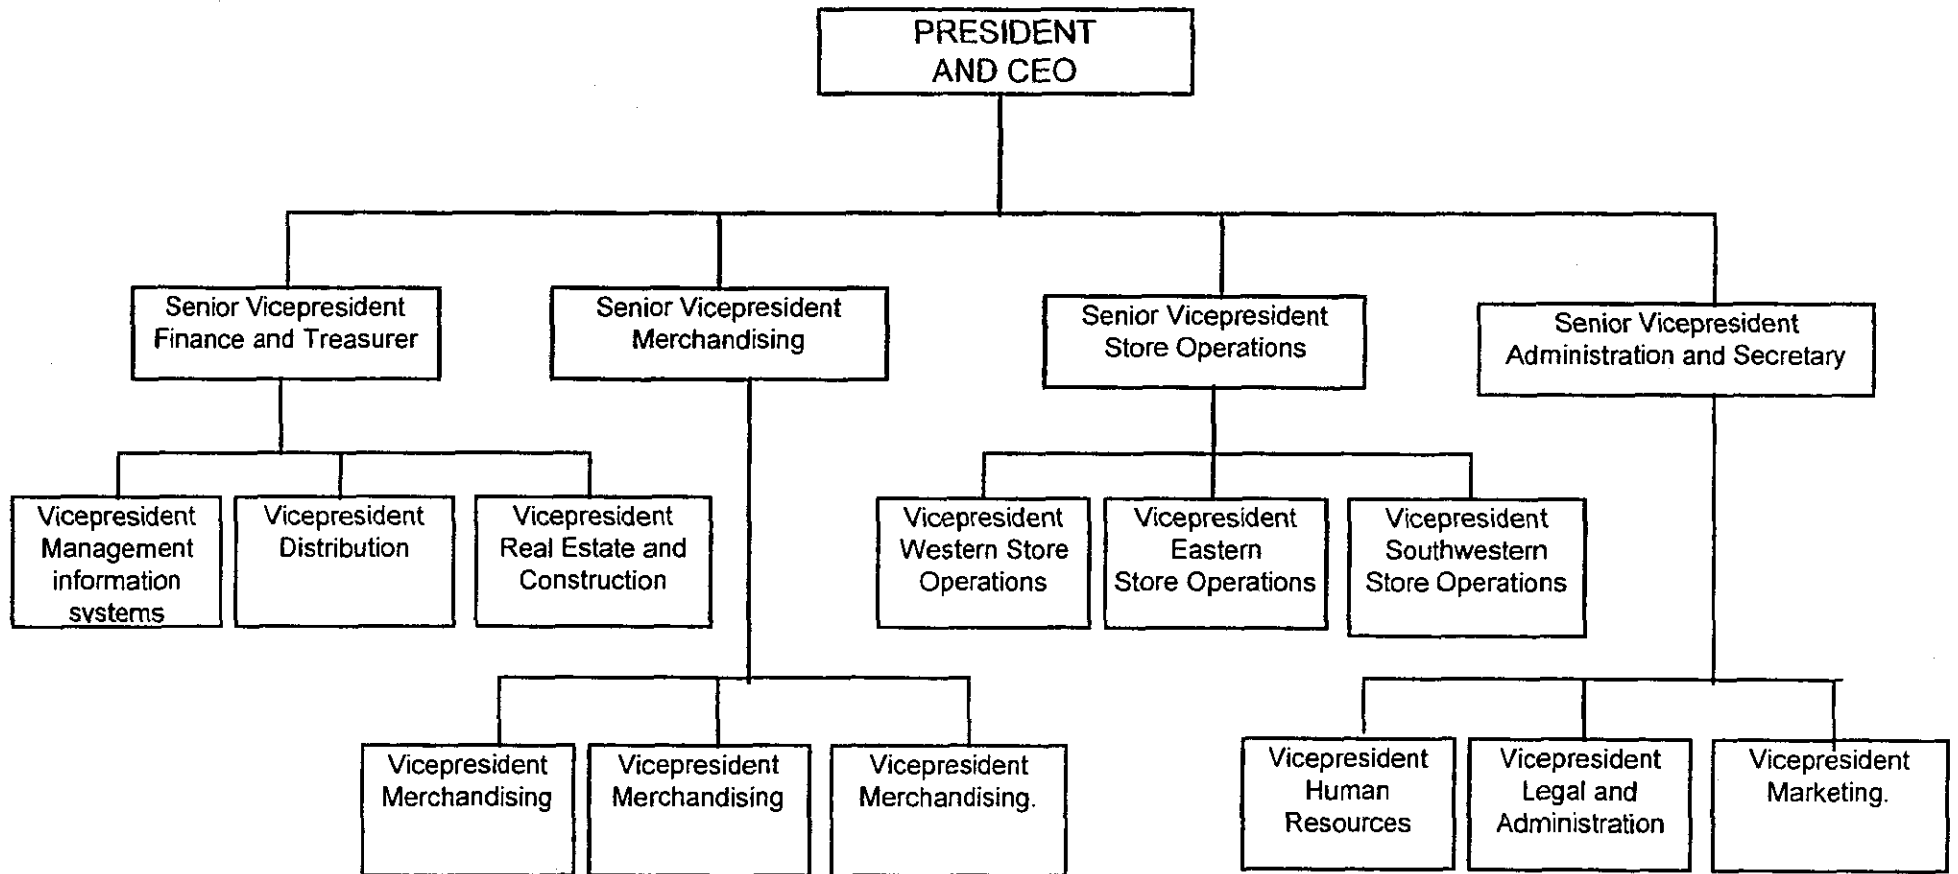 PRESIDENT
AND CEO
Senior Vicepresident
Finance and Treasurer
Senior Vicepresident
Merchandising
Senior Vicepresident
Store Operations
Senior Vicepresident
Administration and Secretary
Vicepresident
Management
information
systems
Vicepresident
Distribution
Vicepresident
Real Estate and
Construction
Vicepresident
Western Store
Operations
Vicepresident
Eastern
Store Operations
Vicepresident
Southwestern
Store Operations
Vicepresident
Merchandising
Vicepresident
Merchandising
Vicepresident
Merchandising.
Vicepresident
Human
Resources
Vicepresident
Legal and
Administration
Vicepresident
Marketing.